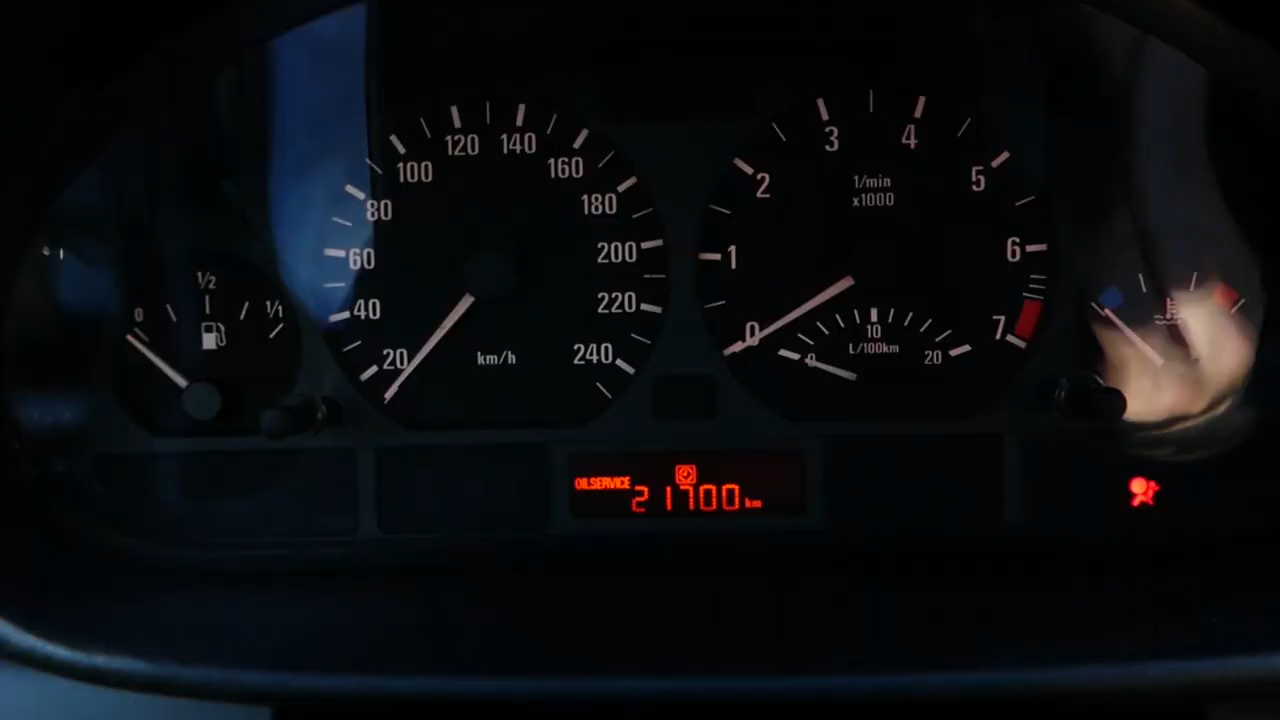 120 140
100 160
80 180
60 200
40 220
20 km/h 240
3 4
2 1/min 5
x1000
1 6
0 7
0 10 20
L/100km
0 1/2 1/1
OILSERVICE
21700 km